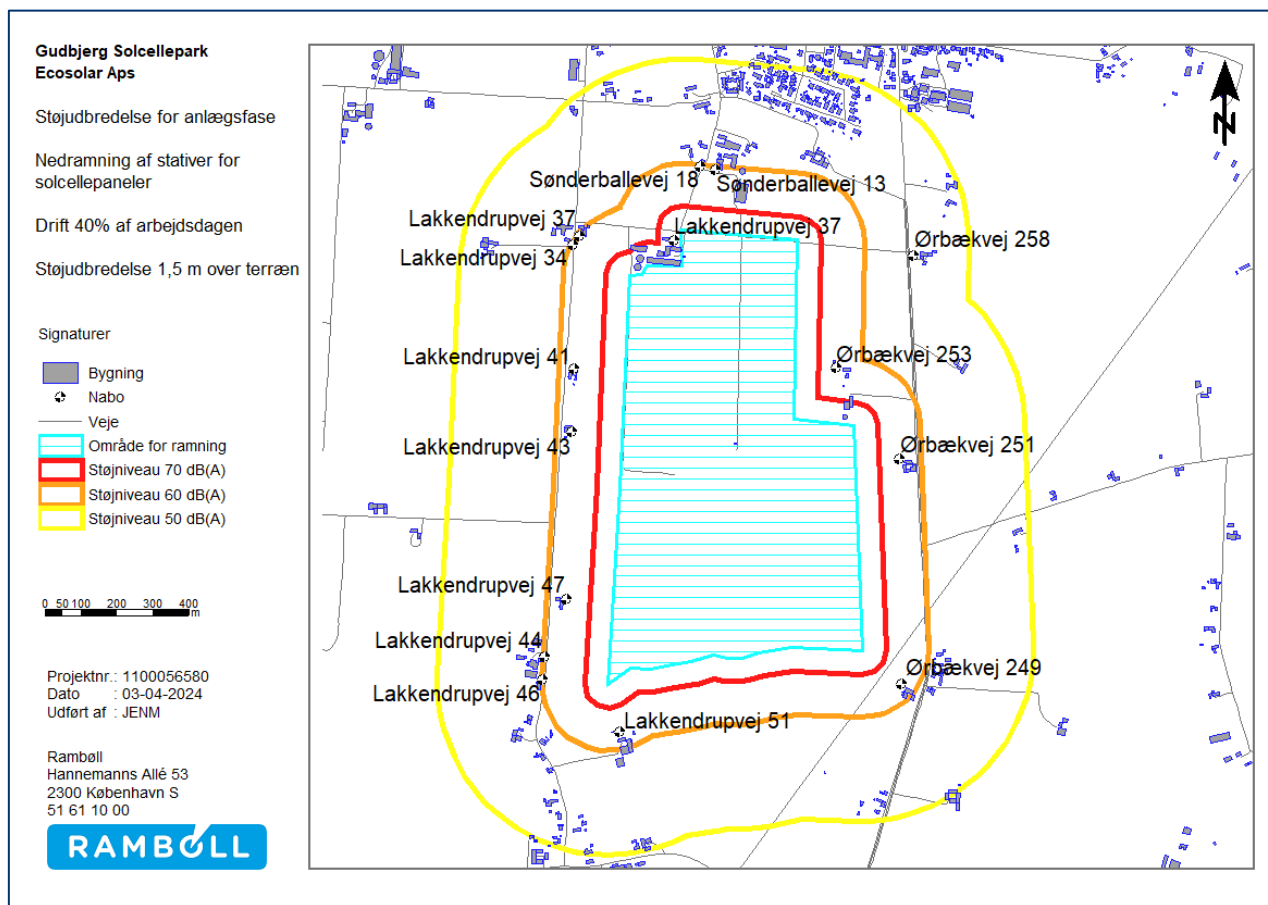 Gudbjerg Solcellepark
Ecosolar Aps
Støjudbredelse for anlægsfase
Nedramning af stativer for
solcellepaneler
Drift 40% af arbejdsdagen
Støjudbredelse 1,5 m over terræn
Signaturer
Bygning
Nabo
Veje
Område for ramning
Støjniveau 70 dB(A)
Støjniveau 60 dB(A)
Støjniveau 50 dB(A)
0 50 100 200 300 400
m
Projektnr.: 1100056580
Dato : 03-04-2024
Udført af : JENM
Rambøll
Hannemanns Allé 53
2300 København S
51 61 10 00
RAMBOLL
N
Sønderballevej 18
Sønderballevej 13
Lakkendrupvej 37
Lakkendrupvej 37
Lakkendrupvej 34
Ørbækvej 258
Lakkendrupvej 41
Ørbækvej 253
Lakkendrupvej 43
Ørbækvej 251
Lakkendrupvej 47
Lakkendrupvej 44
Lakkendrupvej 46
Ørbækvej 249
Lakkendrupvej 51